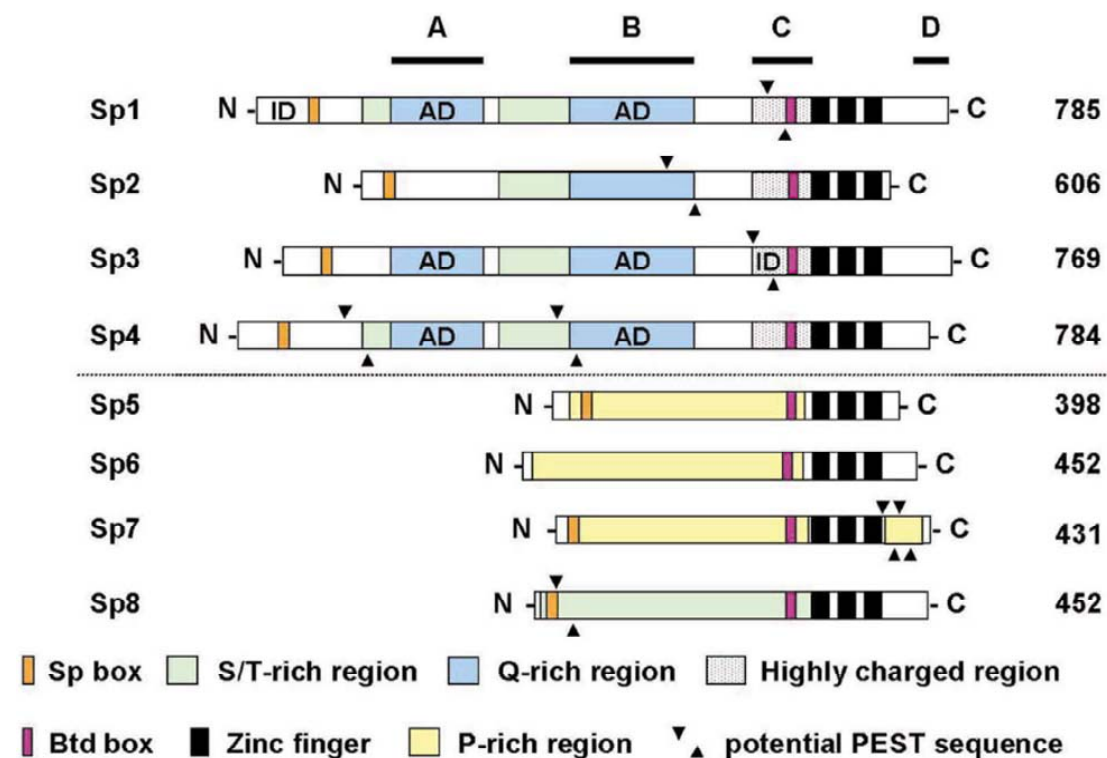 A B C D
Sp1 N ID AD AD C 785
Sp2 N C 606
Sp3 N AD AD ID C 769
Sp4 N AD AD C 784
Sp5 N C 398
Sp6 N C 452
Sp7 N C 431
Sp8 N C 452
Sp box S/T-rich region Q-rich region Highly charged region
Btd box Zinc finger P-rich region potential PEST sequence